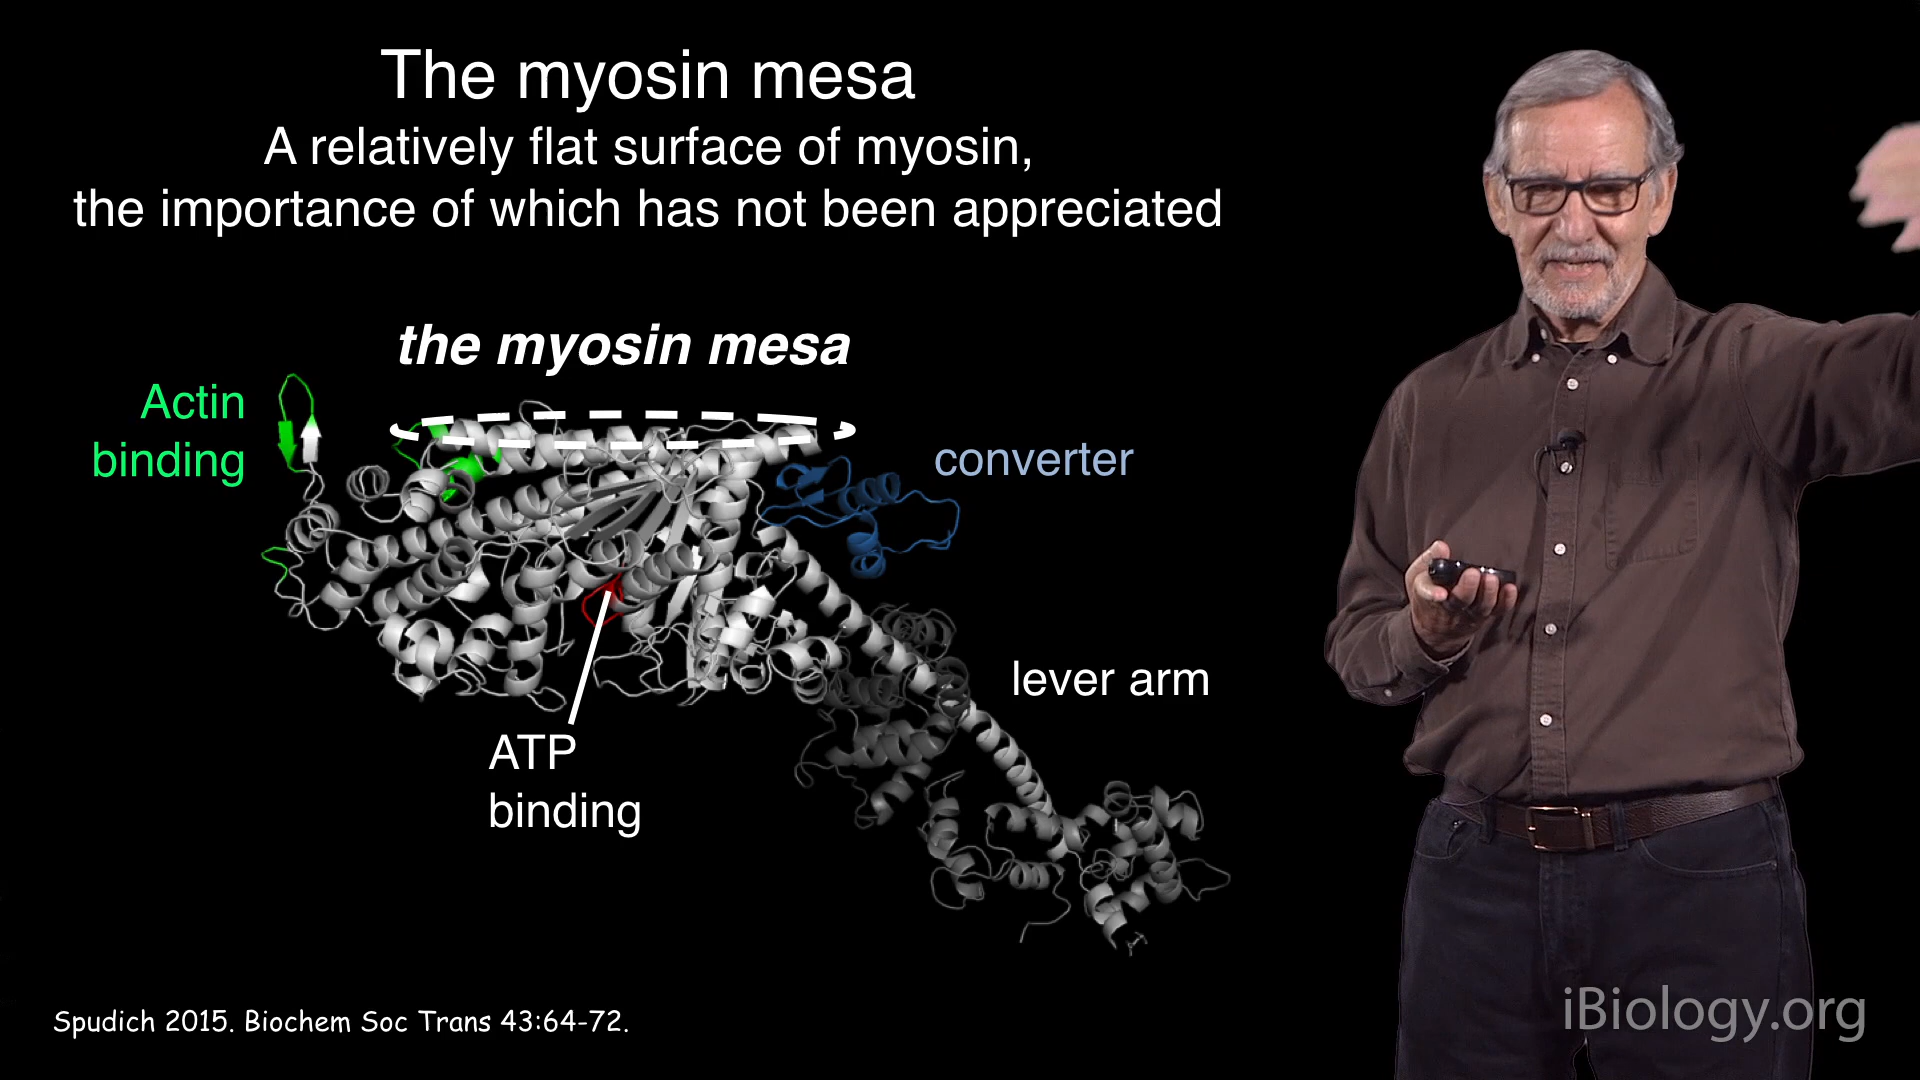 The myosin mesa
A relatively flat surface of myosin,
the importance of which has not been appreciated
the myosin mesa
Actin
binding
converter
lever arm
ATP
binding
Spudich 2015. Biochem Soc Trans 43:64-72.
iBiology.org